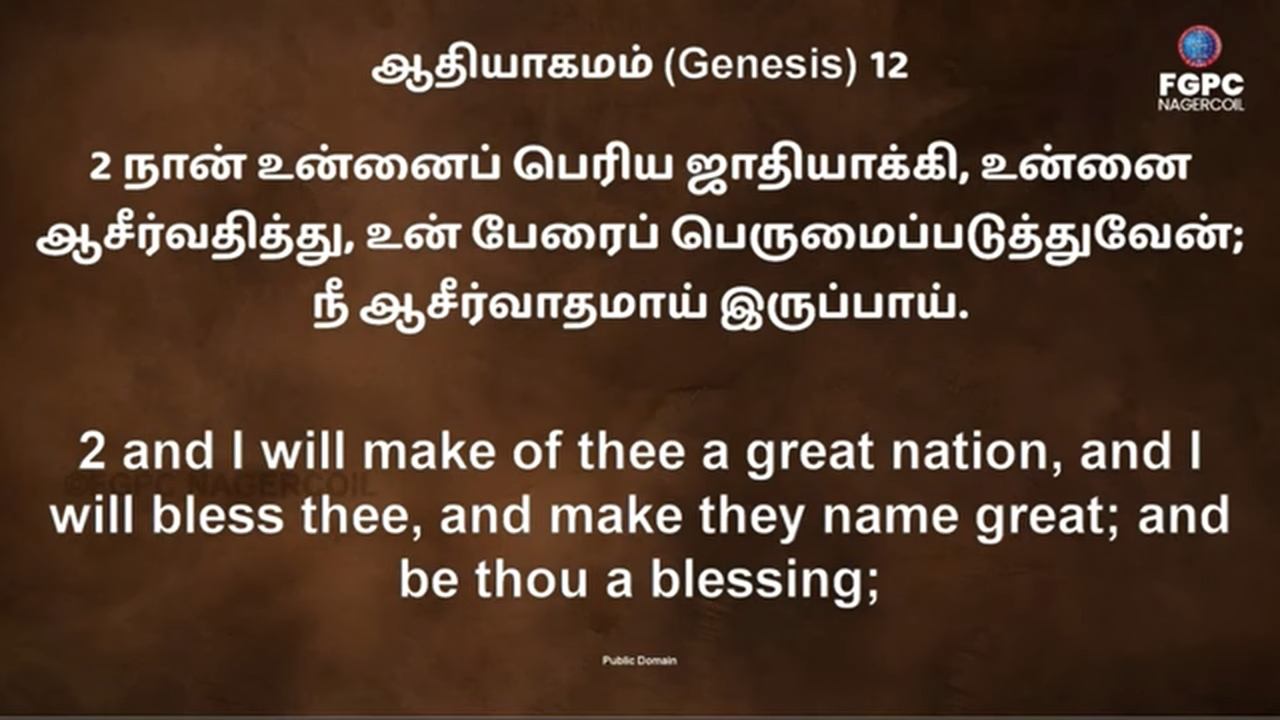 ஆதியாகமம் (Genesis) 12
FGPC
NAGERCOIL
2 நான் உன்னைப் பெரிய ஜாதியாக்கி, உன்னை
ஆசீர்வதித்து, உன் பேரைப் பெருமைப்படுத்துவேன்;
நீ ஆசீர்வாதமாய் இருப்பாய்.
2 and I will make of thee a great nation, and I
©FGPC NAGERCOIL
will bless thee, and make they name great; and
be thou a blessing;
Public Domain